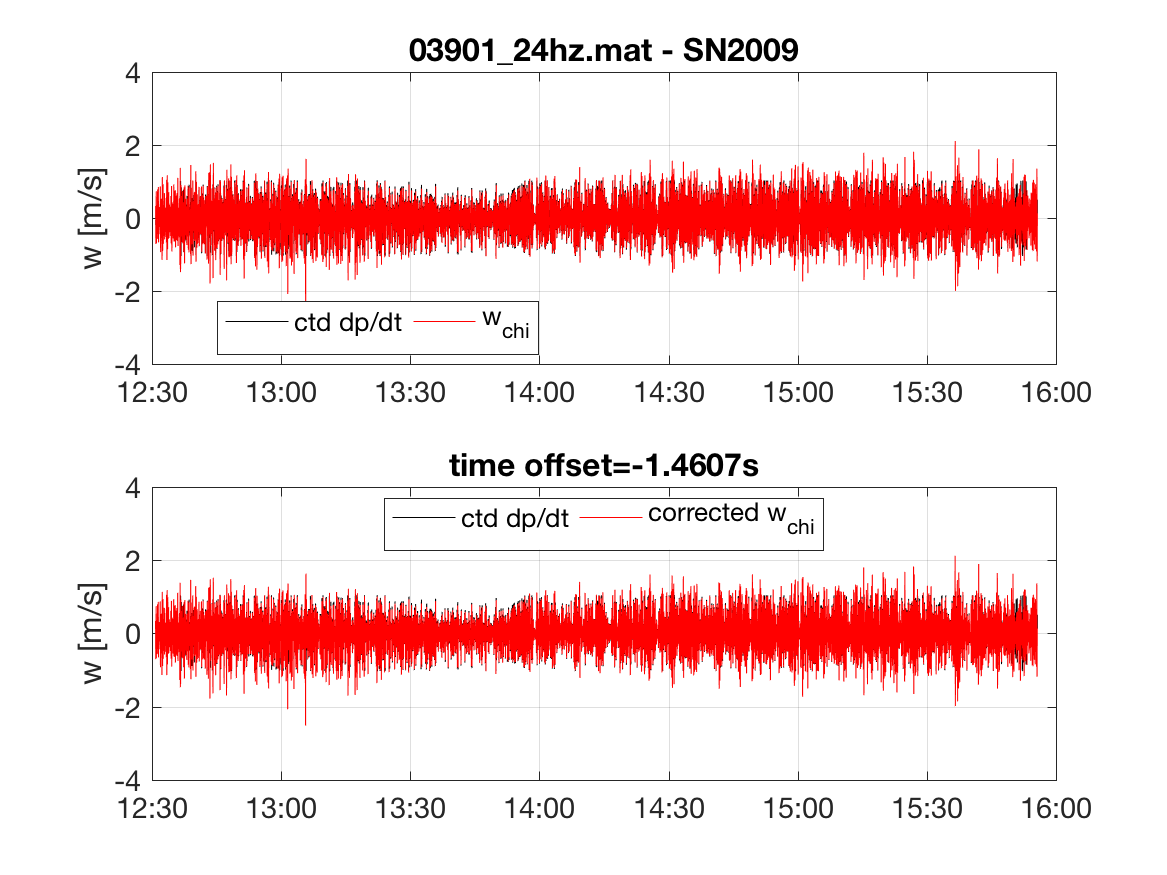 03901_24hz.mat - SN2009
4
2
0
-2
-4
w [m/s]
ctd dp/dt w_chi
12:30 13:00 13:30 14:00 14:30 15:00 15:30 16:00
time offset=-1.4607s
4
2
0
-2
-4
w [m/s]
ctd dp/dt corrected w_chi
12:30 13:00 13:30 14:00 14:30 15:00 15:30 16:00